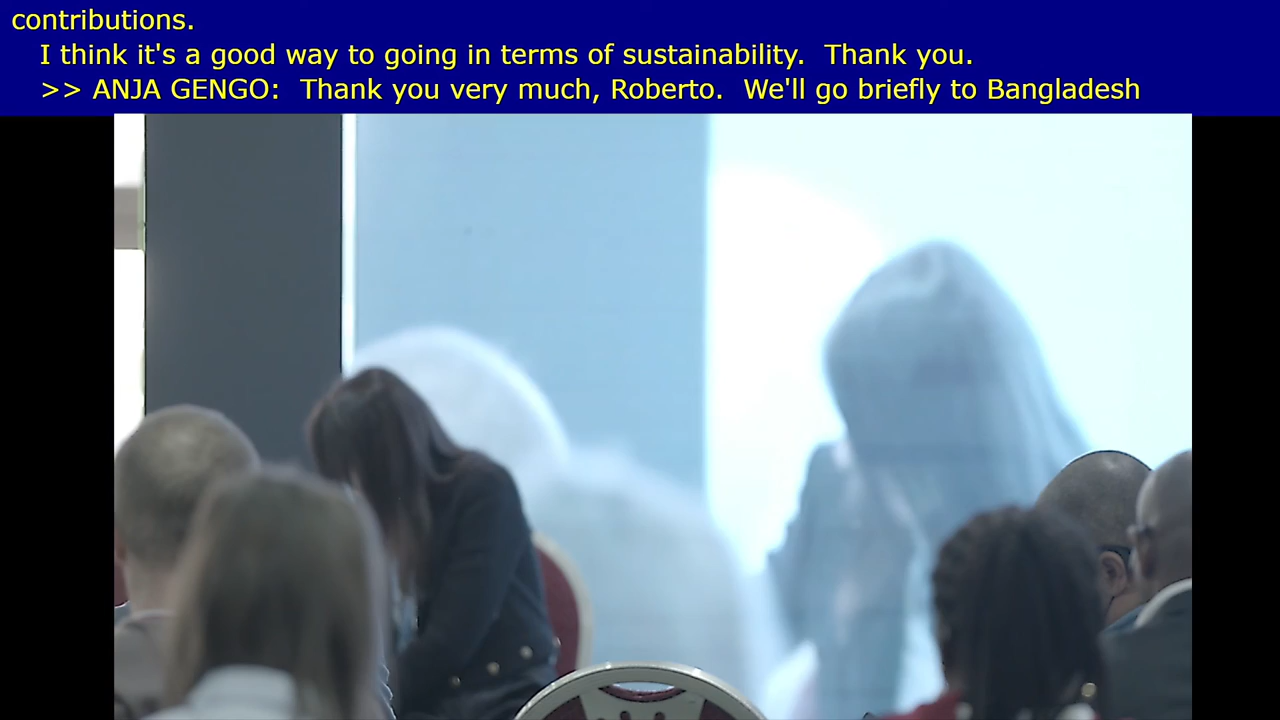 contributions.
I think it's a good way to going in terms of sustainability.  Thank you.
>> ANJA GENGO:  Thank you very much, Roberto.  We'll go briefly to Bangladesh